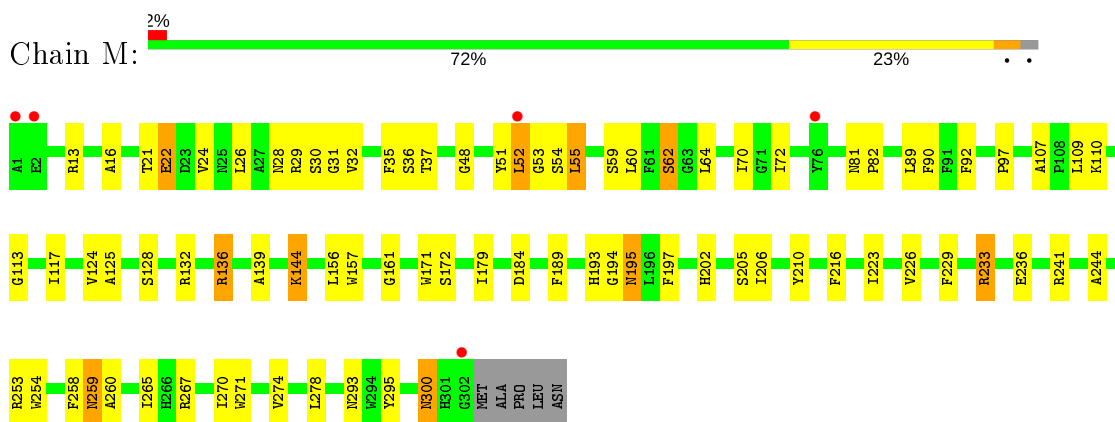 2%
Chain M:
72% 23% • •
A1 E2 R13 A16 T21 E22 D23 V24 N25 L26 A27 N28 R29 S30 G31 V32 F35 S36 T37 G48 Y51 L52 G53 S54 L55 S59 L60 F61 S62 G63 L64 I70 G71 I72 Y76 N81 P82 L89 F90 F91 F92 P97 A107 P108 L109 K110
G113 I117 V124 A125 S128 R132 R136 A139 K144 L156 W157 G161 W171 S172 I179 D184 F189 H193 G194 N195 L196 F197 H202 S205 I206 Y210 F216 I223 V226 F229 R233 E236 R241 A244
R253 W254 F258 N259 A260 I265 H266 R267 I270 W271 V274 L278 N293 W294 Y295 N300 H301 G302 MET ALA PRO LEU ASN